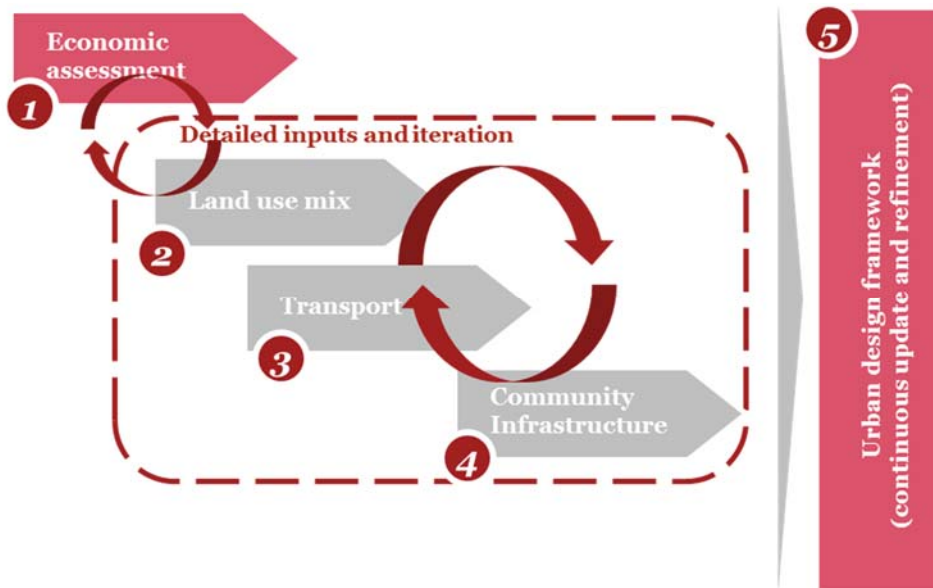 Economic
assessment
1
Detailed inputs and iteration
Land use mix
2
Transport
3
Community
Infrastructure
4
5
Urban design framework
(continuous update and refinement)